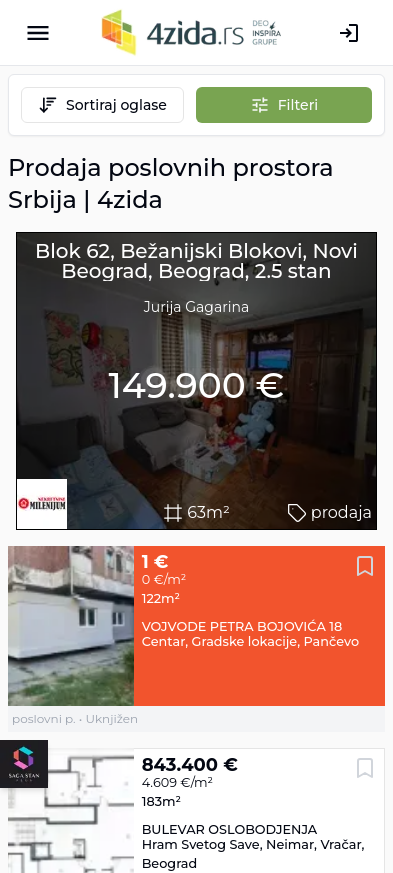 4zida.rs
DEO
INSPIRA
GRUPE
Sortiraj oglase
Filteri
Prodaja poslovnih prostora
Srbija | 4zida
Blok 62, Bežanijski Blokovi, Novi
Beograd, Beograd, 2.5 stan
Jurija Gagarina
149.900 €
NEKRETNINE
MILENIJUM
63m²
prodaja
1 €
0 €/m²
122m²
VOJVODE PETRA BOJOVIĆA 18
Centar, Gradske lokacije, Pančevo
poslovni p. • Uknjižen
SAGA STAN
843.400 €
4.609 €/m²
183m²
BULEVAR OSLOBODJENJA
Hram Svetog Save, Neimar, Vračar,
Beograd